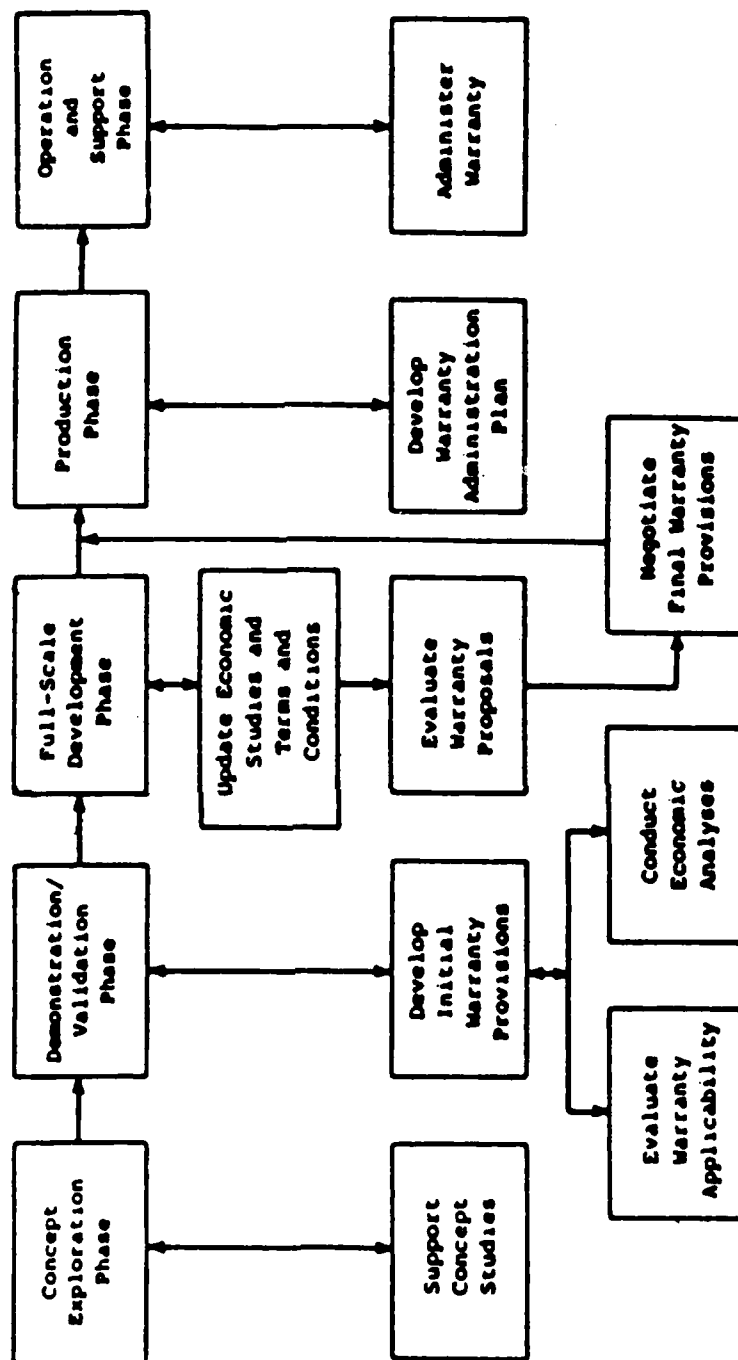 Concept
Exploration
Phase
Demonstration/
Validation
Phase
Full-Scale
Development
Phase
Production
Phase
Operation
and
Support
Phase
Update Economic
Studies and
Terms and
Conditions
Support
Concept
Studies
Develop
Initial
Warranty
Provisions
Evaluate
Warranty
Proposals
Develop
Warranty
Administration
Plan
Administer
Warranty
Evaluate
Warranty
Applicability
Conduct
Economic
Analyses
Negotiate
Final Warranty
Provisions